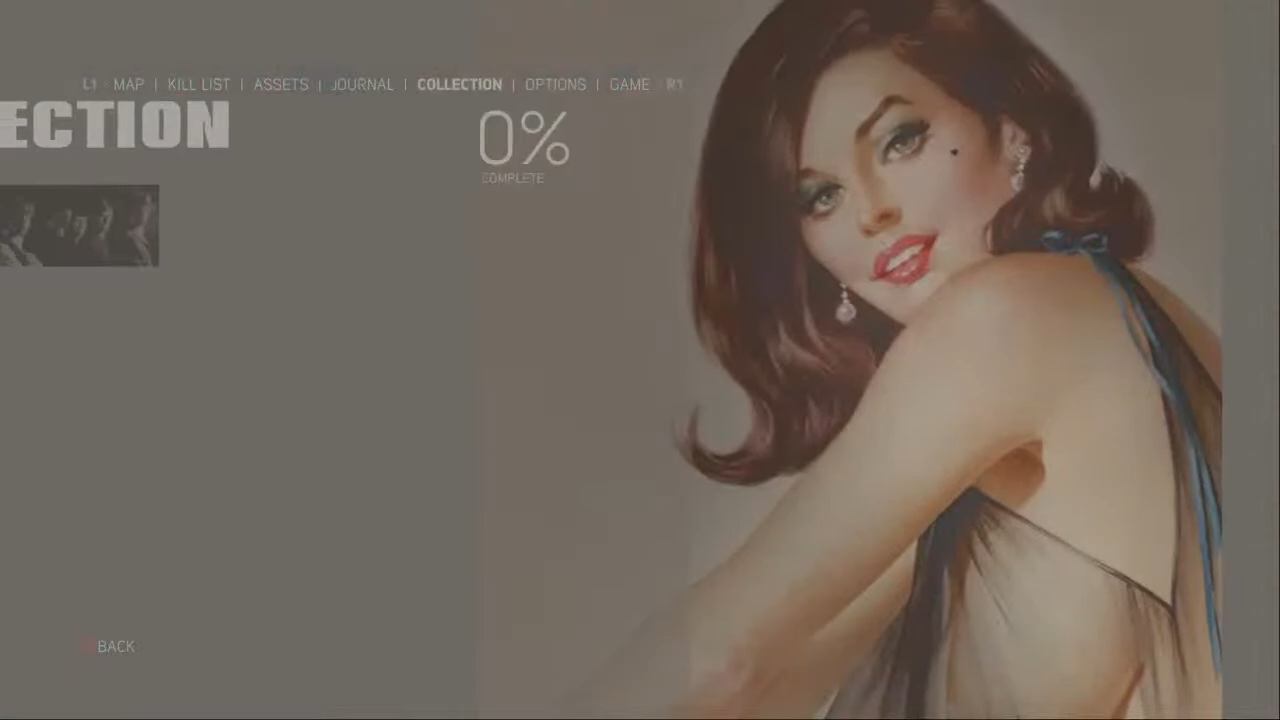 L1 MAP | KILL LIST | ASSETS | JOURNAL | COLLECTION | OPTIONS | GAME R1
ECTION
0%
COMPLETE
BACK